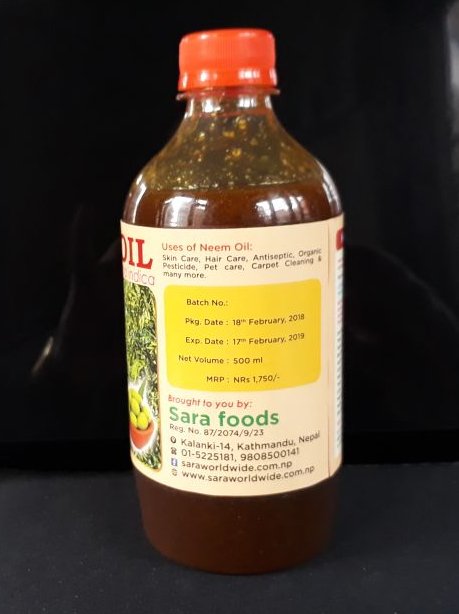 OIL
indica
Uses of Neem Oil:
Skin Care, Hair Care, Antiseptic, Organic
Pesticide, Pet care, Carpet Cleaning &
many more.
Batch No.:
Pkg. Date : 18th February, 2018
Exp. Date : 17th February, 2019
Net Volume : 500 ml
MRP : NRs 1,750/-
Brought to you by:
Sara foods
Reg. No. 87/2074/9/23
Kalanki-14, Kathmandu, Nepal
01-5225181, 9808500141
saraworldwide.com.np
www.saraworldwide.com.np